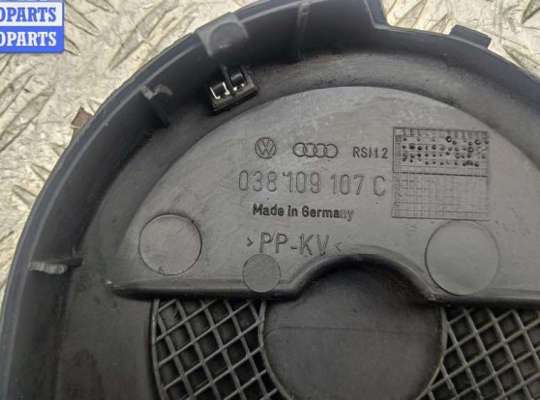 OPARTS
OPARTS
RSI12
038 109 107 C
Made in Germany
>PP-KV<